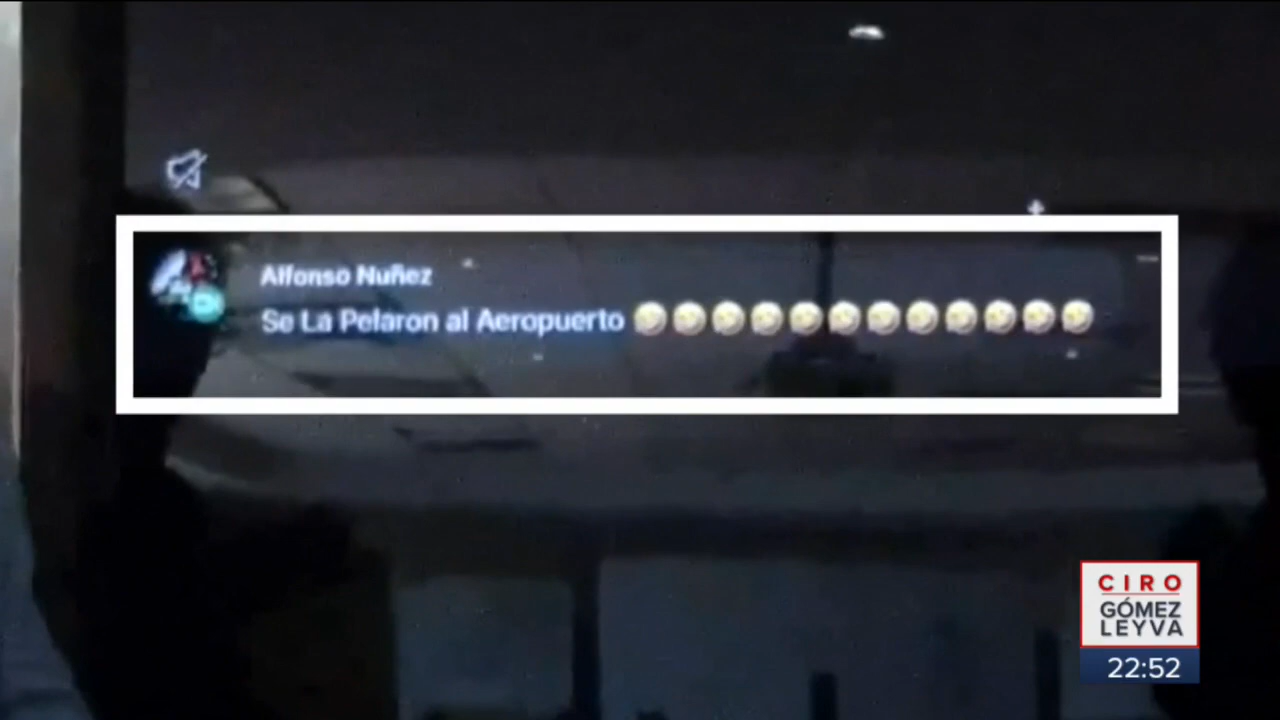 Alfonso Nuñez
Se La Pelaron al Aeropuerto
CIRO
GÓMEZ
LEYVA
22:52